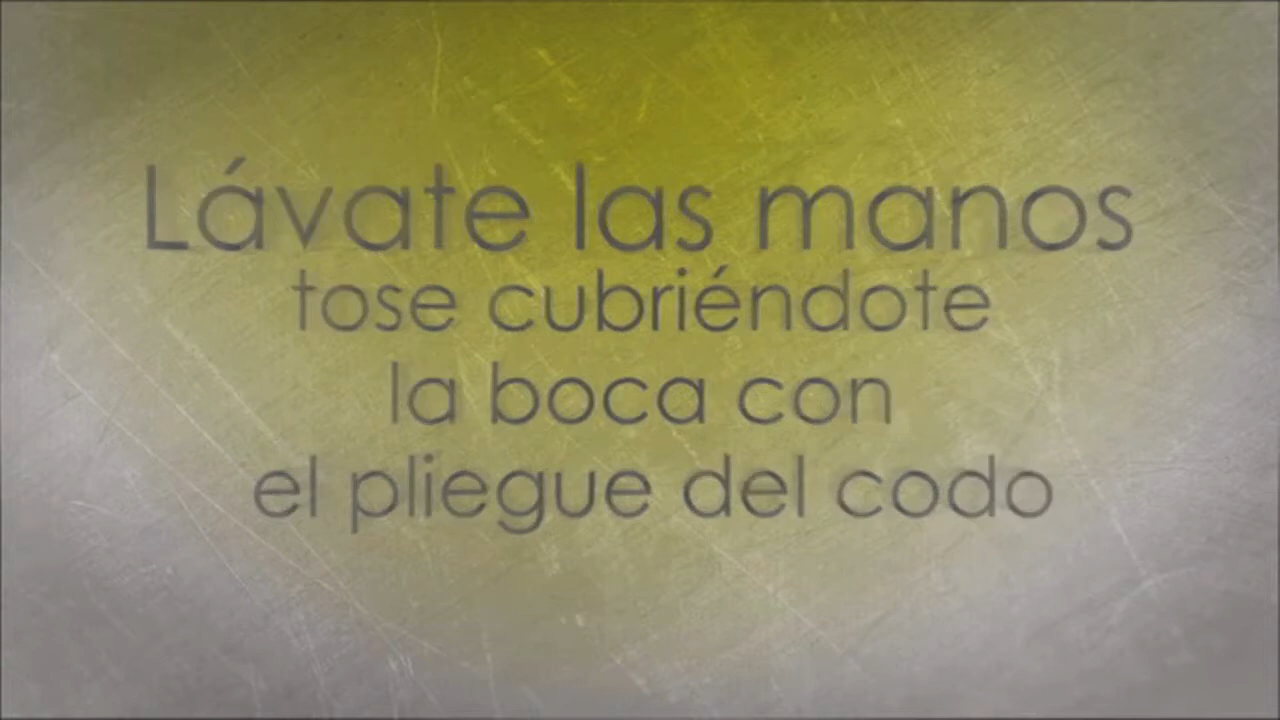 Lávate las manos
tose cubriéndote
la boca con
el pliegue del codo